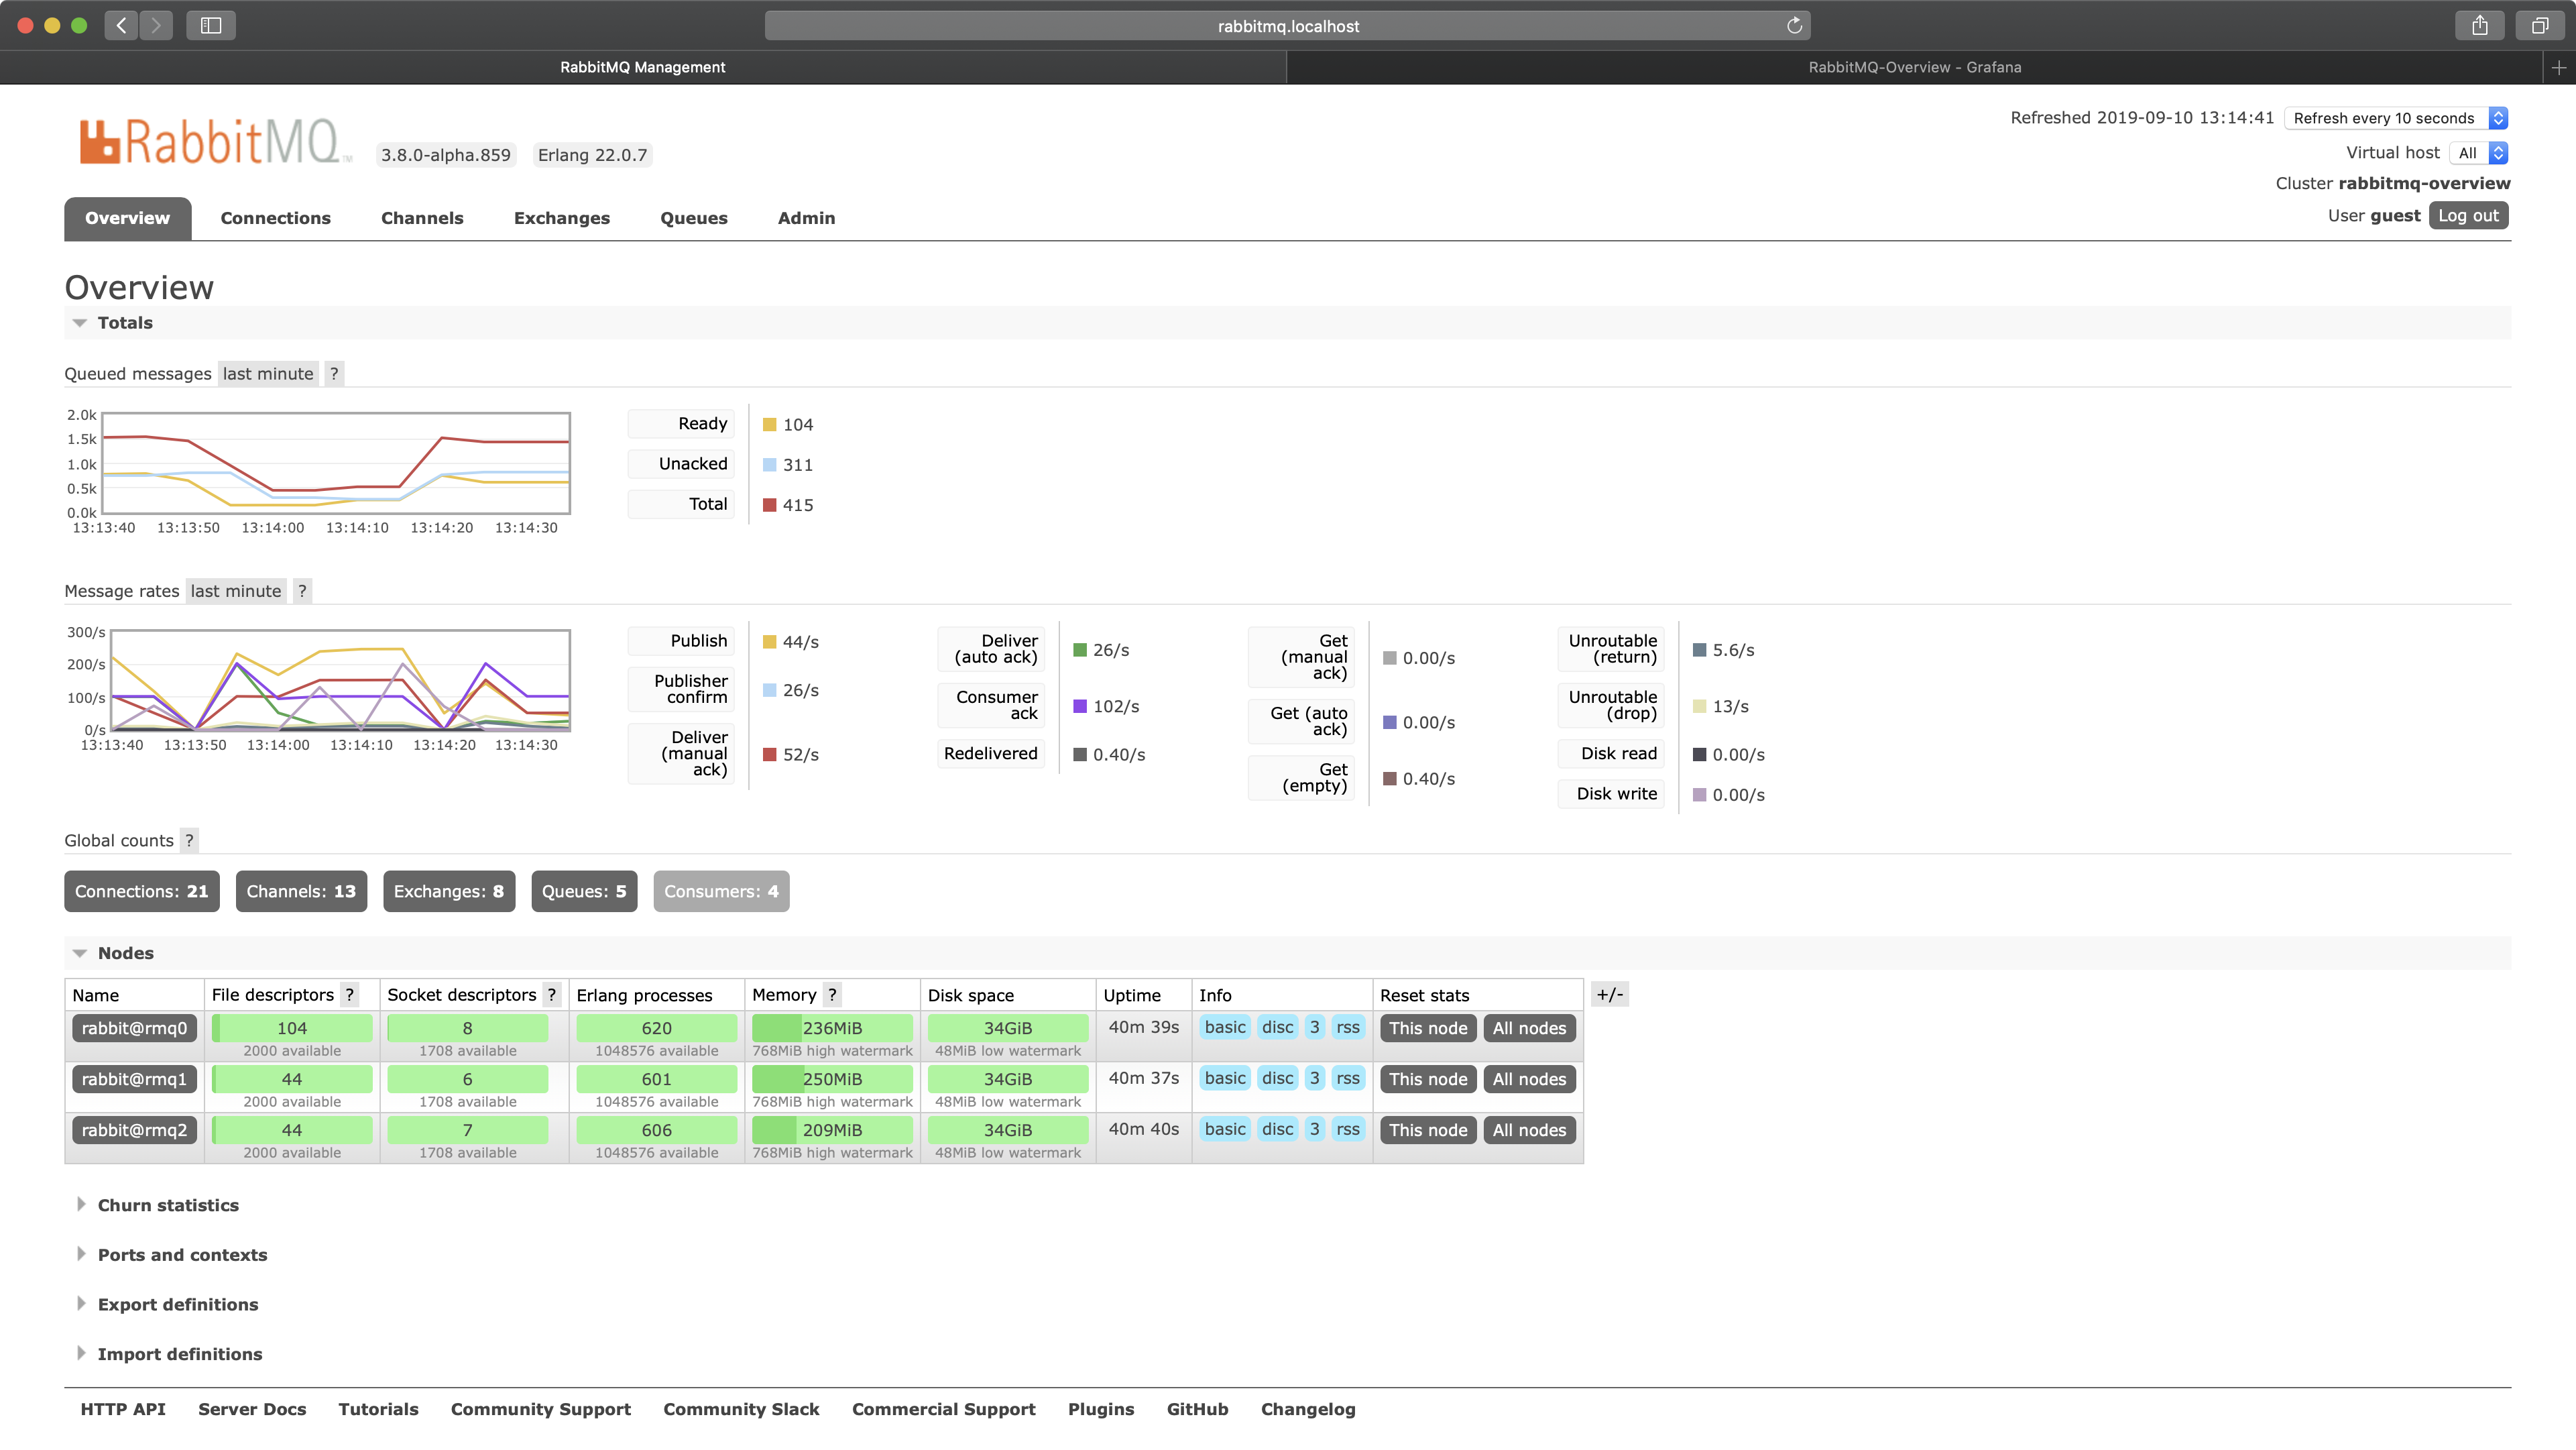 rabbitmq.localhost
RabbitMQ Management
RabbitMQ-Overview - Grafana
RabbitMQ™ 3.8.0-alpha.859 Erlang 22.0.7
Refreshed 2019-09-10 13:14:41 Refresh every 10 seconds
Virtual host All
Cluster rabbitmq-overview
User guest Log out
Overview Connections Channels Exchanges Queues Admin
Overview
Totals
Queued messages last minute ?
2.0k
1.5k
1.0k
0.5k
0.0k
13:13:40 13:13:50 13:14:00 13:14:10 13:14:20 13:14:30
Ready 104
Unacked 311
Total 415
Message rates last minute ?
300/s
200/s
100/s
0/s
13:13:40 13:13:50 13:14:00 13:14:10 13:14:20 13:14:30
Publish 44/s
Publisher
confirm 26/s
Deliver
(manual
ack) 52/s
Deliver
(auto ack) 26/s
Consumer
ack 102/s
Redelivered 0.40/s
Get
(manual
ack) 0.00/s
Get (auto
ack) 0.00/s
Get
(empty) 0.40/s
Unroutable
(return) 5.6/s
Unroutable
(drop) 13/s
Disk read 0.00/s
Disk write 0.00/s
Global counts ?
Connections: 21 Channels: 13 Exchanges: 8 Queues: 5 Consumers: 4
Nodes
Name File descriptors ? Socket descriptors ? Erlang processes Memory ? Disk space Uptime Info Reset stats +/-
rabbit@rmq0 104 8 620 236MiB 34GiB 40m 39s basic disc 3 rss This node All nodes
2000 available 1708 available 1048576 available 768MiB high watermark 48MiB low watermark
rabbit@rmq1 44 6 601 250MiB 34GiB 40m 37s basic disc 3 rss This node All nodes
2000 available 1708 available 1048576 available 768MiB high watermark 48MiB low watermark
rabbit@rmq2 44 7 606 209MiB 34GiB 40m 40s basic disc 3 rss This node All nodes
2000 available 1708 available 1048576 available 768MiB high watermark 48MiB low watermark
Churn statistics
Ports and contexts
Export definitions
Import definitions
HTTP API Server Docs Tutorials Community Support Community Slack Commercial Support Plugins GitHub Changelog